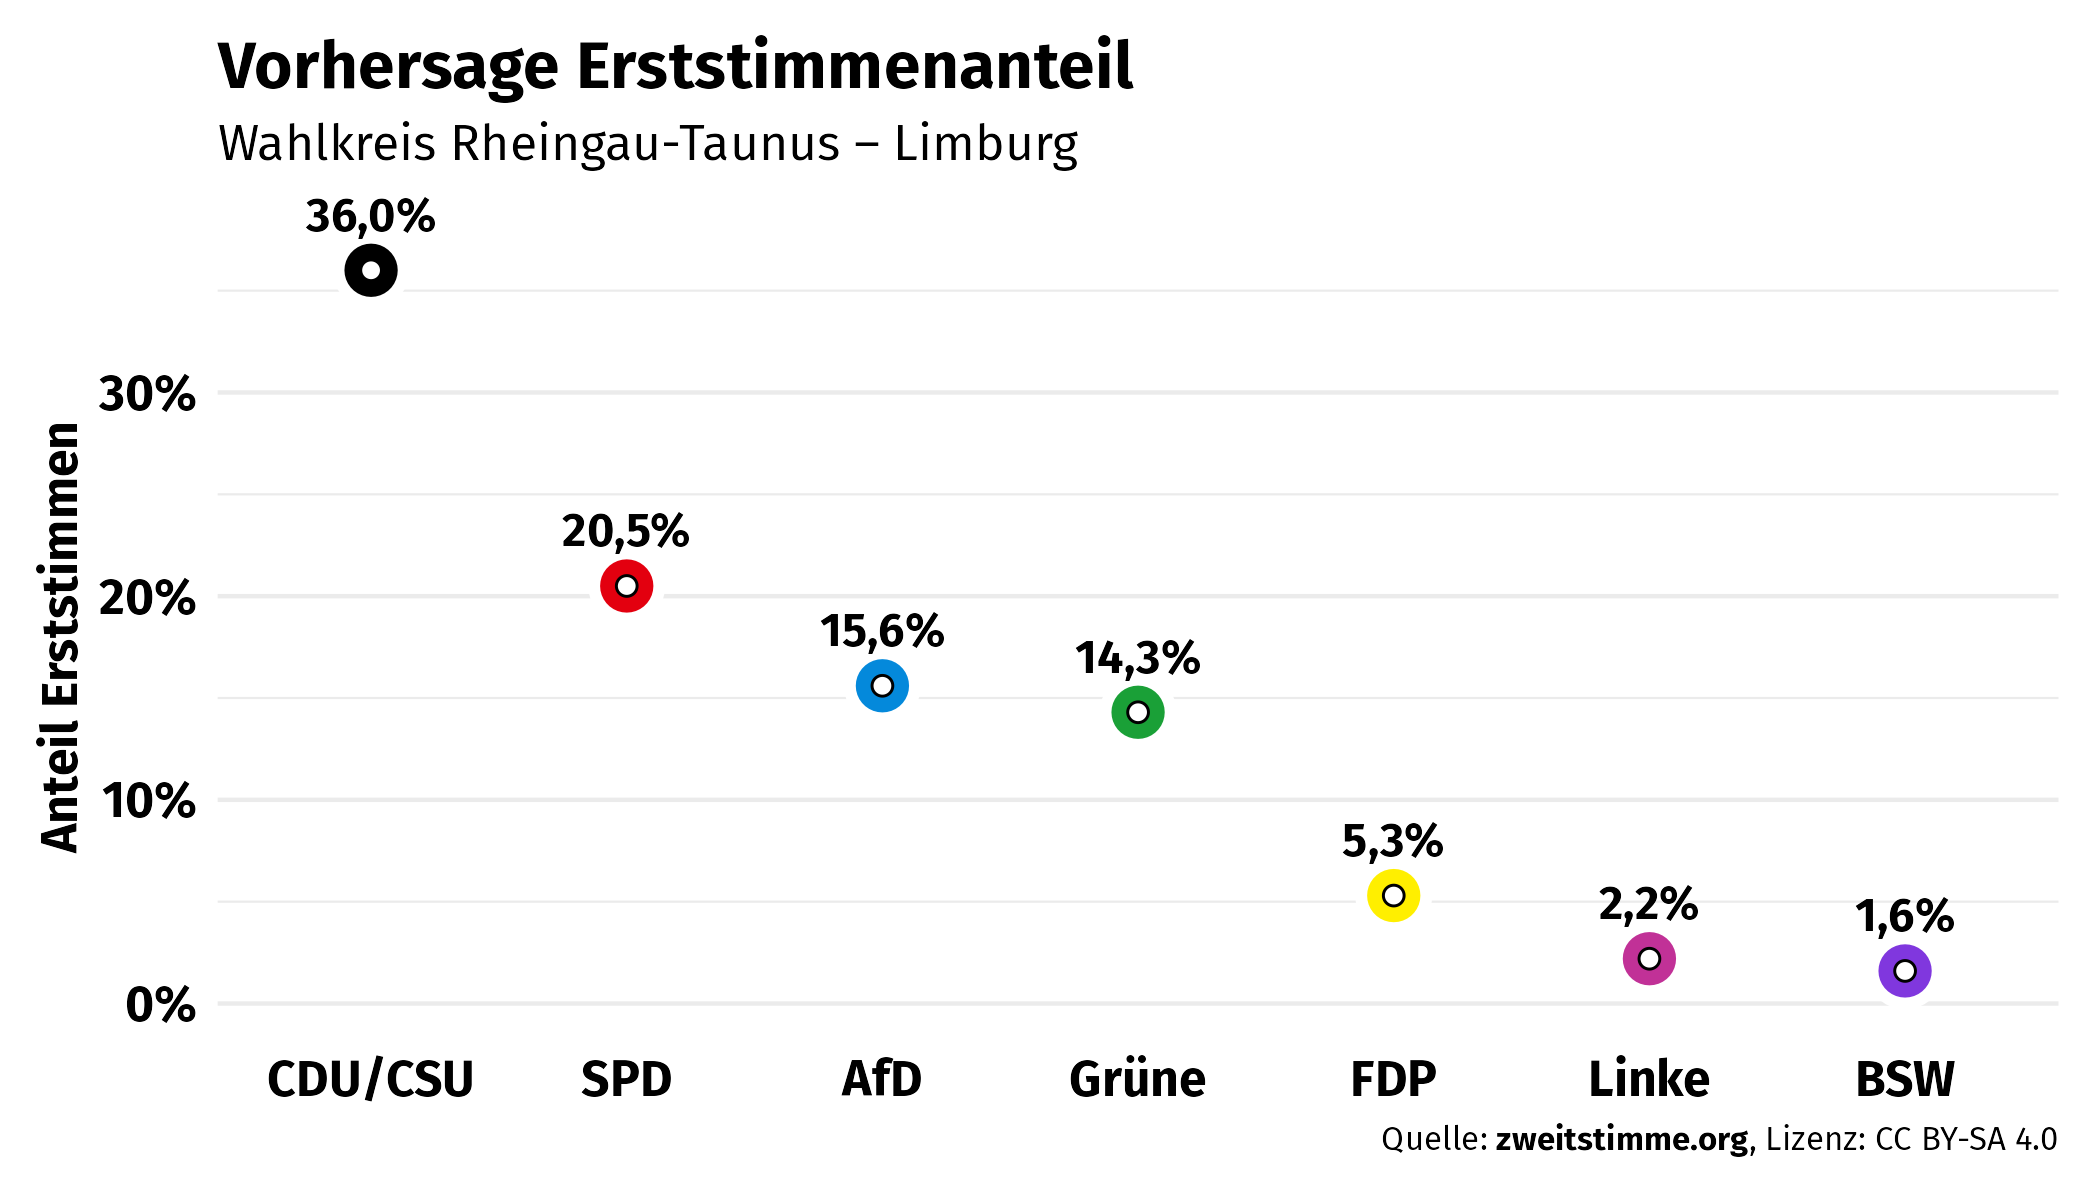 Vorhersage Erststimmenanteil
Wahlkreis Rheingau-Taunus – Limburg
36,0%
30%
20,5%
20%
15,6%
14,3%
10%
5,3%
2,2%
1,6%
0%
Anteil Erststimmen
CDU/CSU SPD AfD Grüne FDP Linke BSW
Quelle: zweitstimme.org, Lizenz: CC BY-SA 4.0